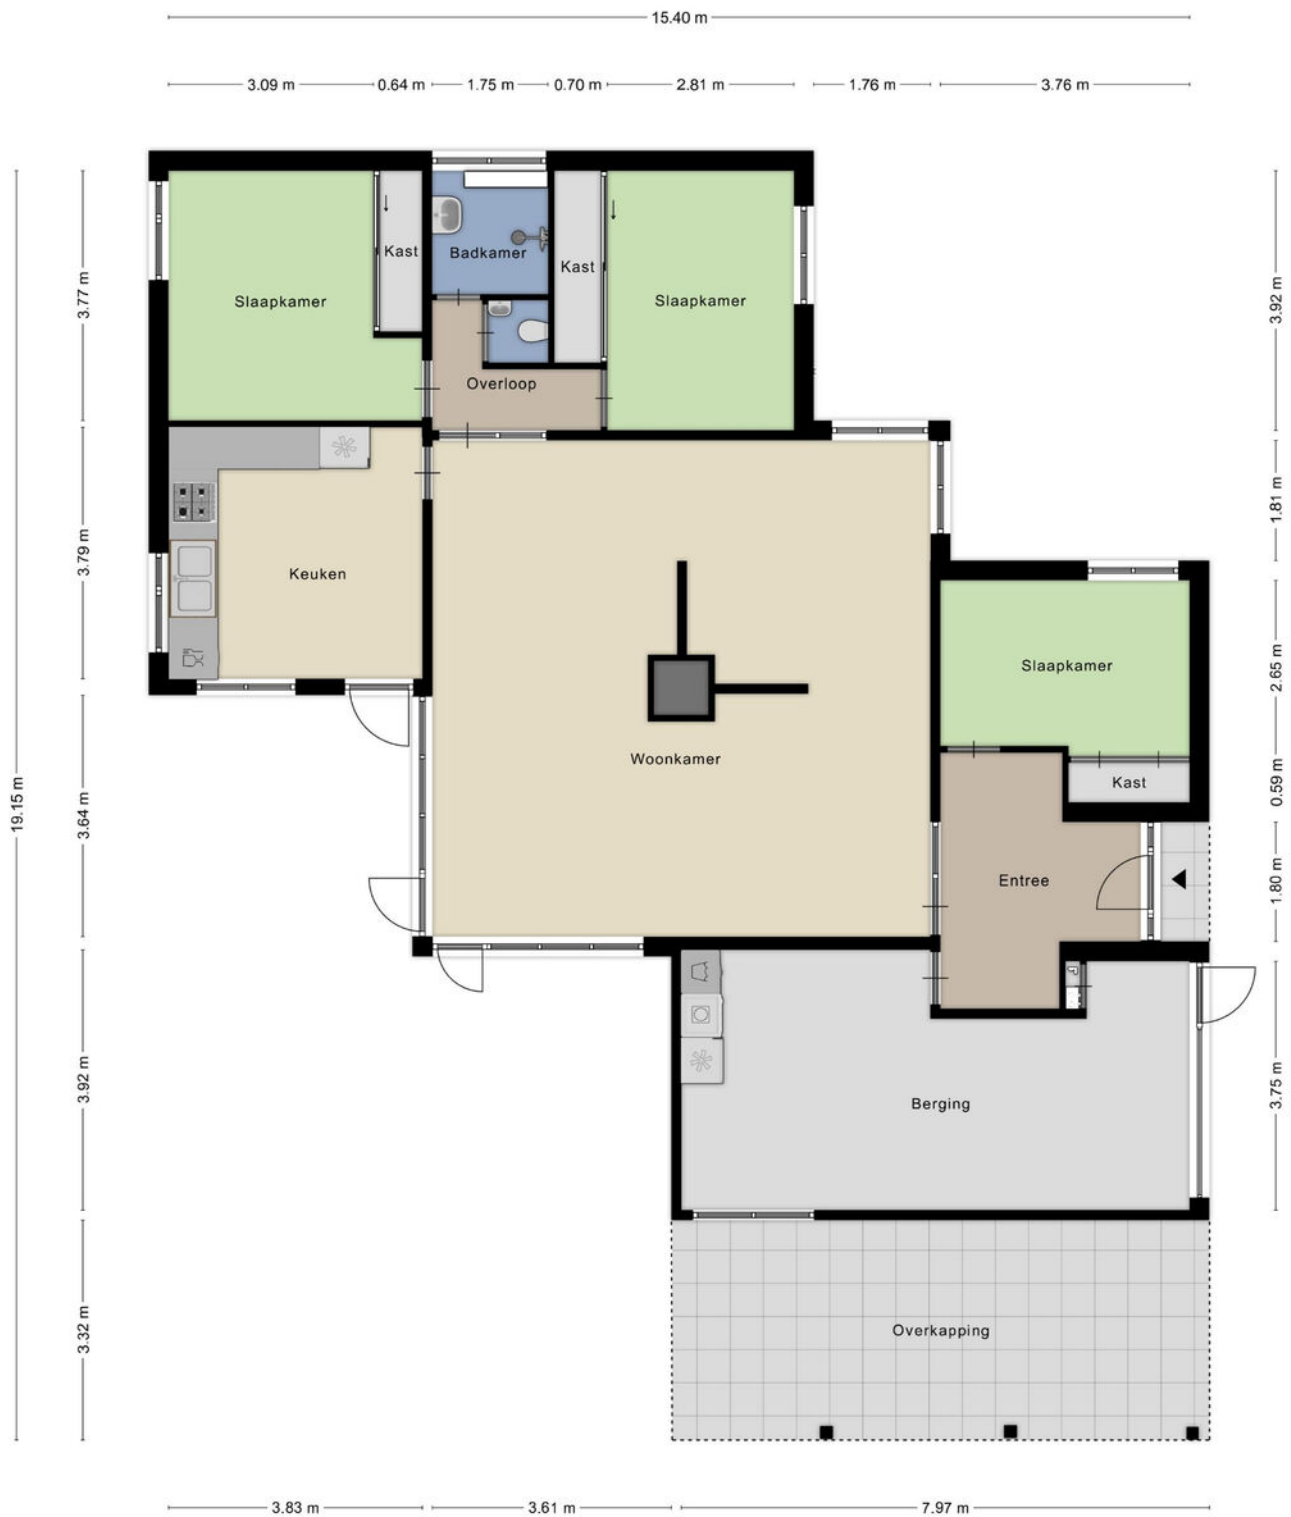 15.40 m
3.09 m 0.64 m 1.75 m 0.70 m 2.81 m 1.76 m 3.76 m
19.15 m
3.77 m
3.79 m
3.64 m
3.92 m
3.32 m
Slaapkamer
Kast
Badkamer
Kast
Slaapkamer
Overloop
Keuken
Woonkamer
Slaapkamer
Kast
Entree
Berging
Overkapping
3.92 m
1.81 m
2.65 m
0.59 m
1.80 m
3.75 m
3.83 m 3.61 m 7.97 m